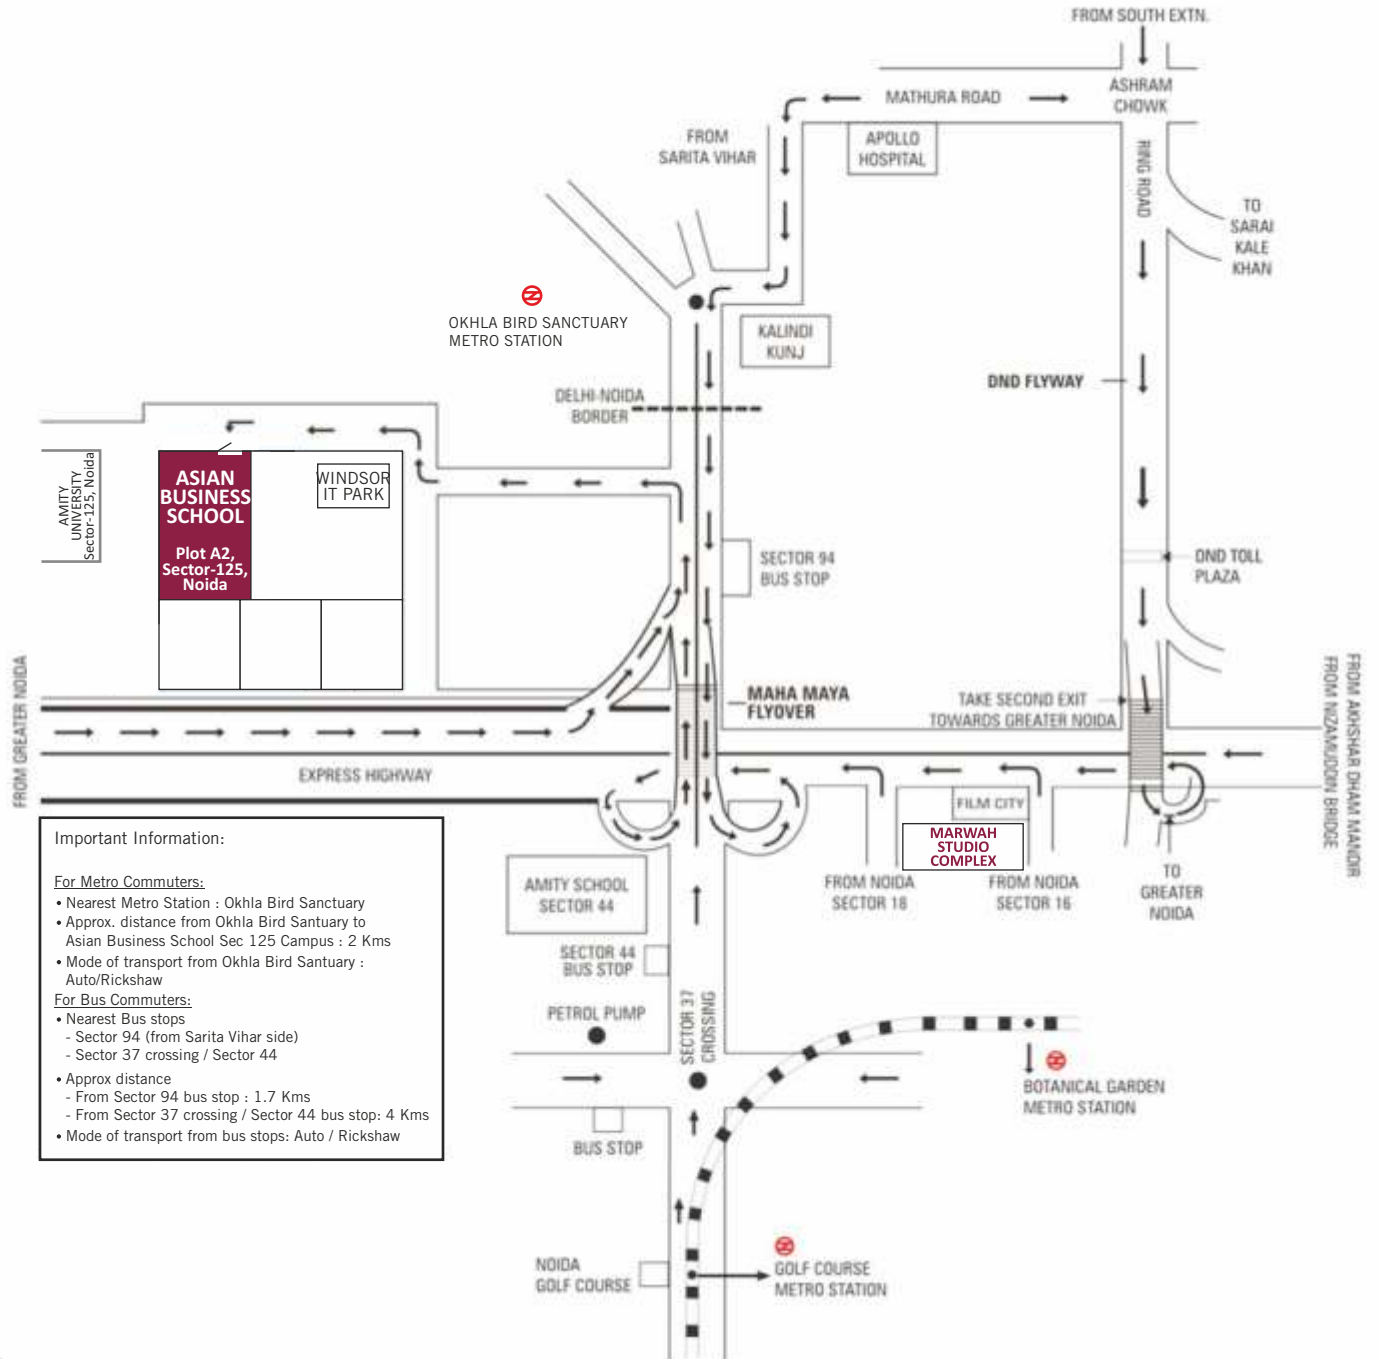 FROM SOUTH EXTN.
MATHURA ROAD
ASHRAM
CHOWK
FROM
SARITA VIHAR
APOLLO
HOSPITAL
RING ROAD
TO
SARAI
KALE
KHAN
OKHLA BIRD SANCTUARY
METRO STATION
KALINDI
KUNJ
DELHI-NOIDA
BORDER
DND FLYWAY
AMITY
UNIVERSITY
Sector-125, Noida
ASIAN
BUSINESS
SCHOOL
Plot A2,
Sector-125,
Noida
WINDSOR
IT PARK
SECTOR 94
BUS STOP
DND TOLL
PLAZA
FROM GREATER NOIDA
MAHA MAYA
FLYOVER
TAKE SECOND EXIT
TOWARDS GREATER NOIDA
FROM NIZAMUDDIN BRIDGE
FROM AKHSHAR DHAM MANDIR
EXPRESS HIGHWAY
FILM CITY
MARWAH
STUDIO
COMPLEX
FROM NOIDA
SECTOR 18
FROM NOIDA
SECTOR 16
TO
GREATER
NOIDA
AMITY SCHOOL
SECTOR 44
SECTOR 44
BUS STOP
PETROL PUMP
SECTOR 37
CROSSING
BUS STOP
BOTANICAL GARDEN
METRO STATION
NOIDA
GOLF COURSE
GOLF COURSE
METRO STATION
Important Information:
For Metro Commuters:
• Nearest Metro Station : Okhla Bird Sanctuary
• Approx. distance from Okhla Bird Santuary to
Asian Business School Sec 125 Campus : 2 Kms
• Mode of transport from Okhla Bird Santuary :
Auto/Rickshaw
For Bus Commuters:
• Nearest Bus stops
- Sector 94 (from Sarita Vihar side)
- Sector 37 crossing / Sector 44
• Approx distance
- From Sector 94 bus stop : 1.7 Kms
- From Sector 37 crossing / Sector 44 bus stop: 4 Kms
• Mode of transport from bus stops: Auto / Rickshaw